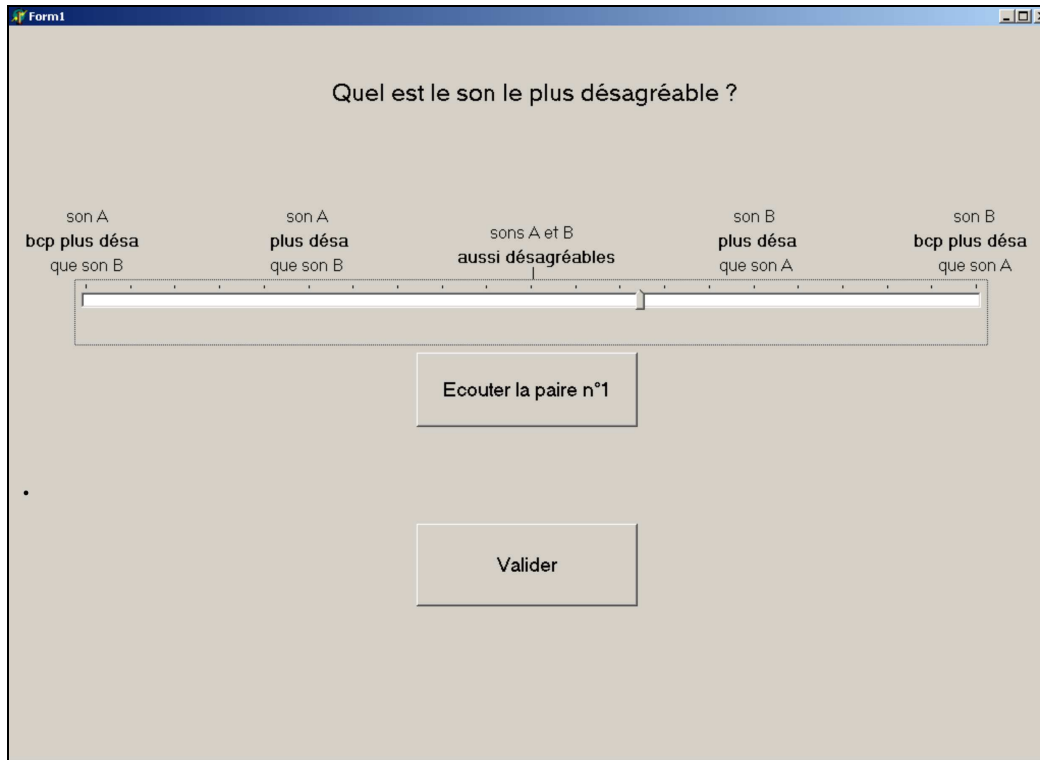 Form1
Quel est le son le plus désagréable ?
son A
bcp plus désa
que son B
son A
plus désa
que son B
sons A et B
aussi désagréables
son B
plus désa
que son A
son B
bcp plus désa
que son A
Ecouter la paire n°1
Valider